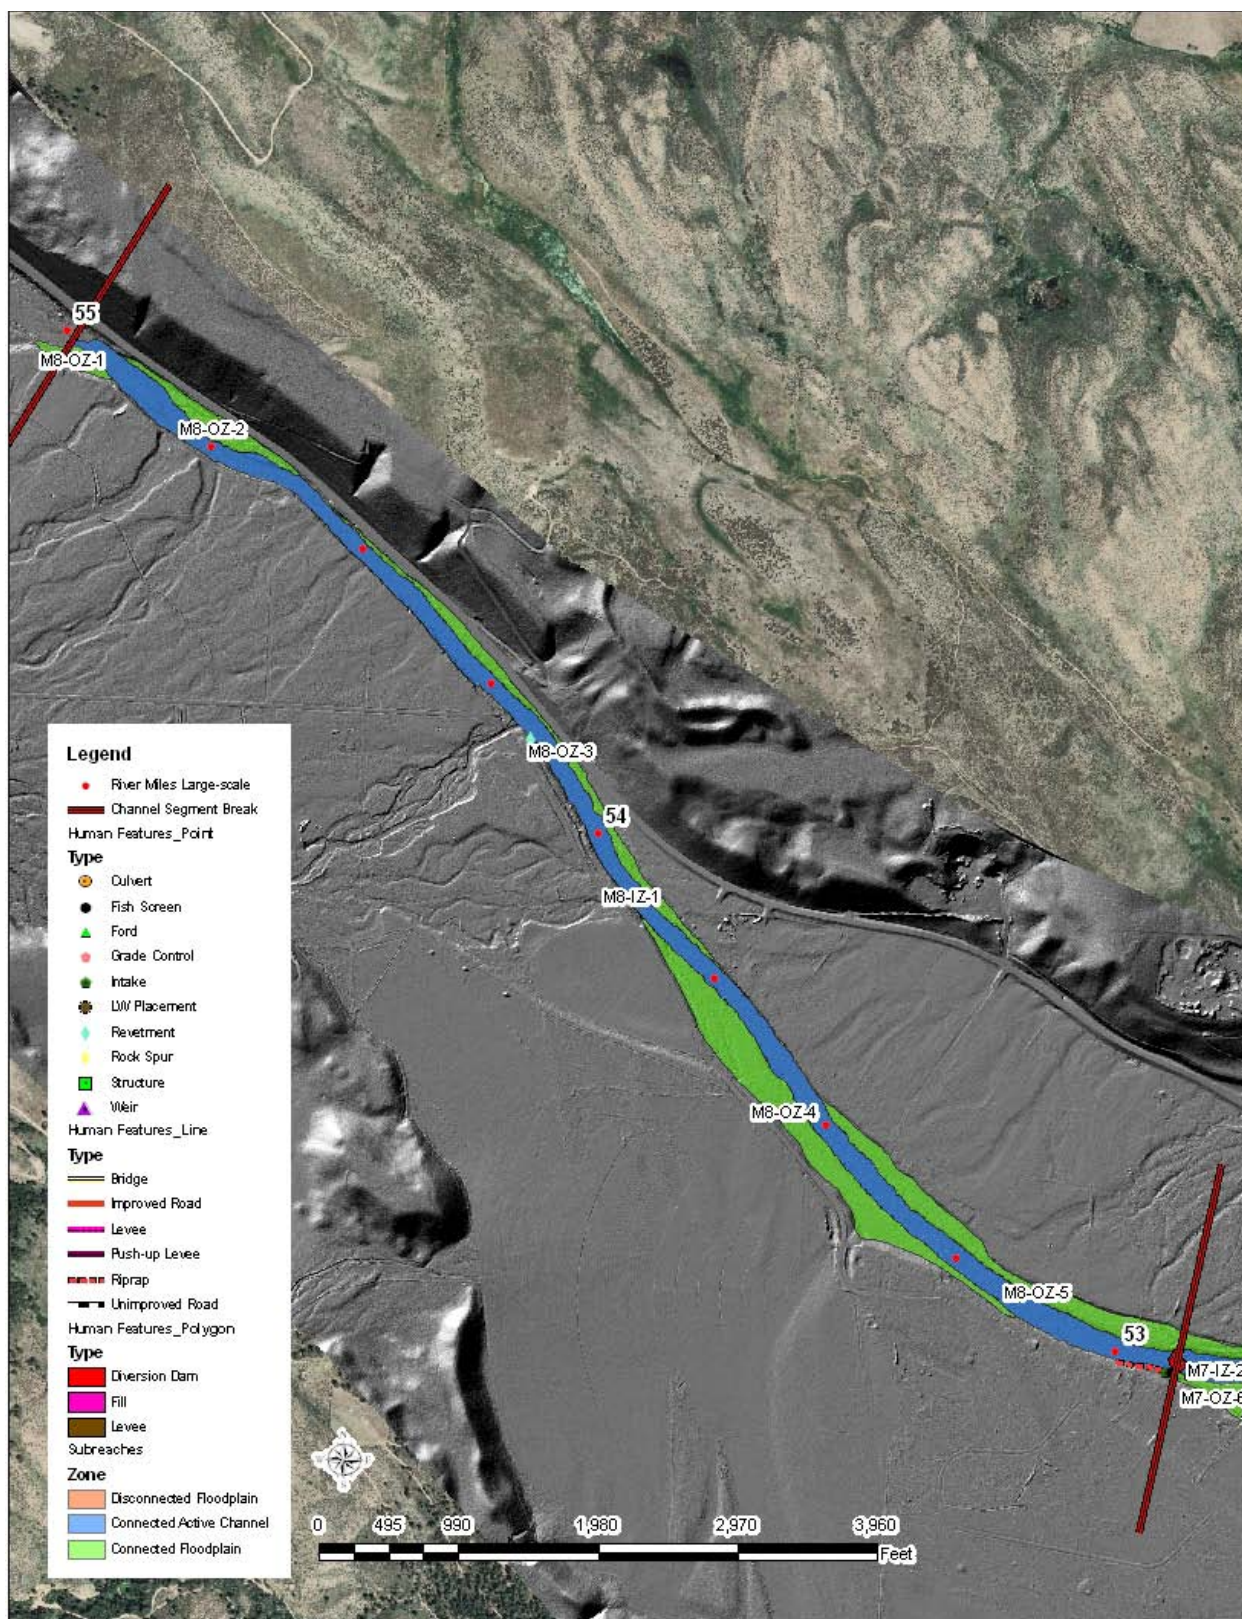 55
M8-OZ-1
M8-OZ-2
M8-OZ-3
54
M8-IZ-1
M8-OZ-4
M8-OZ-5
53
M7-IZ-2
M7-OZ-6
Legend
River Miles Large-scale
Channel Segment Break
Human Features_Point
Type
Culvert
Fish Screen
Ford
Grade Control
Intake
LW Placement
Revetment
Rock Spur
Structure
Weir
Human Features_Line
Type
Bridge
Improved Road
Levee
Push-up Levee
Riprap
Unimproved Road
Human Features_Polygon
Type
Diversion Dam
Fill
Levee
Subreaches
Zone
Disconnected Floodplain
Connected Active Channel
Connected Floodplain
0 495 990 1,980 2,970 3,960
Feet